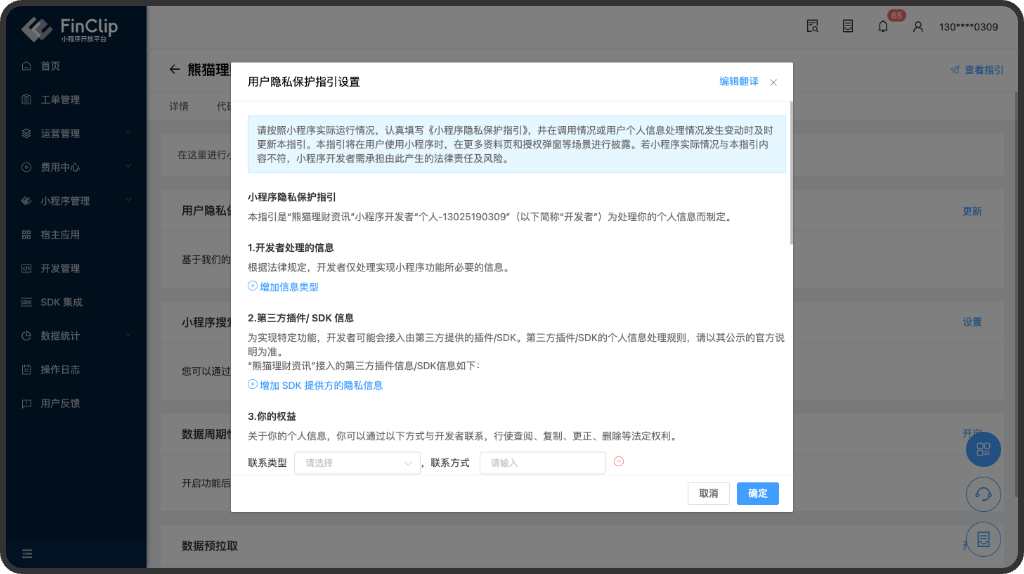 FinClip
小程序开放平台
65
130****0309
首页
工单管理
运营管理
费用中心
小程序管理
宿主应用
开发管理
SDK 集成
数据统计
操作日志
用户反馈
熊猫理
查看指引
详情
在这里进行小
用户隐私
更新
基于我们的
小程序搜
设置
您可以通过
数据周期性
开启
开启功能后
数据预拉取
用户隐私保护指引设置
编辑翻译
请按照小程序实际运行情况，认真填写《小程序隐私保护指引》，并在调用情况或用户个人信息处理情况发生变动时及时
更新本指引。本指引将在用户使用小程序时，在更多资料页和授权弹窗等场景进行披露。若小程序实际情况与本指引内
容不符，小程序开发者需承担由此产生的法律责任及风险。
小程序隐私保护指引
本指引是“熊猫理财资讯”小程序开发者“个人-13025190309”（以下简称“开发者”）为处理你的个人信息而制定。
1.开发者处理的信息
根据法律规定，开发者仅处理实现小程序功能所必要的信息。
增加信息类型
2.第三方插件/ SDK 信息
为实现特定功能，开发者可能会接入由第三方提供的插件/SDK。第三方插件/SDK的个人信息处理规则，请以其公示的官方说
明为准。
“熊猫理财资讯”接入的第三方插件信息/SDK信息如下：
增加 SDK 提供方的隐私信息
3.你的权益
关于你的个人信息，你可以通过以下方式与开发者联系，行使查阅、复制、更正、删除等法定权利。
联系类型 请选择 ，联系方式 请输入
取消 确定